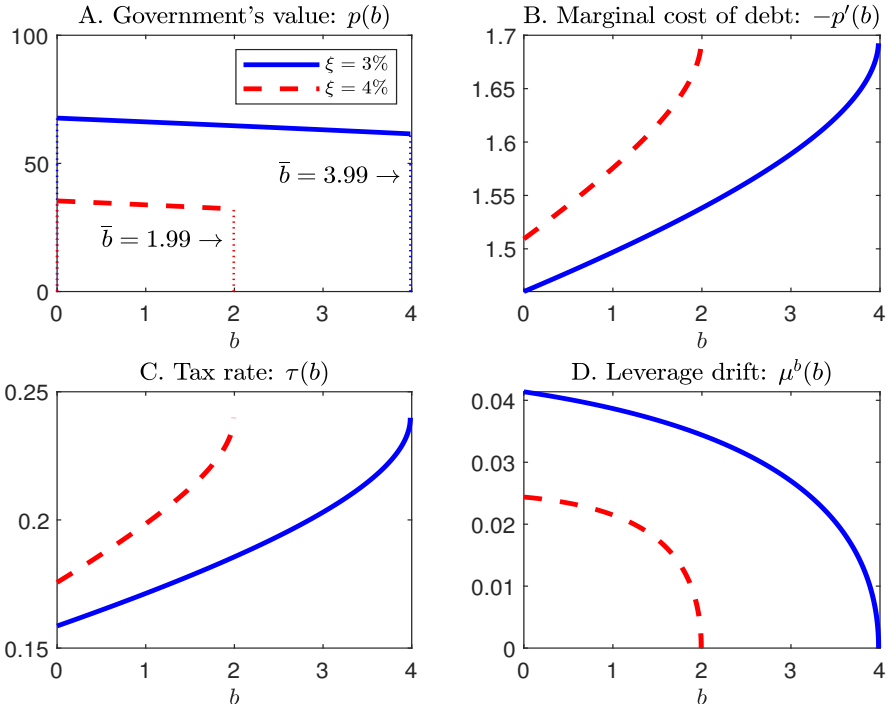 A. Government's value: p(b)
100
50
0
0 1 2 3 4
b
ξ = 3%
ξ = 4%
b̅ = 3.99 →
b̅ = 1.99 →
B. Marginal cost of debt: −p′(b)
1.7
1.65
1.6
1.55
1.5
0 1 2 3 4
b
C. Tax rate: τ(b)
0.25
0.2
0.15
0 1 2 3 4
b
D. Leverage drift: μᵇ(b)
0.04
0.03
0.02
0.01
0
0 1 2 3 4
b